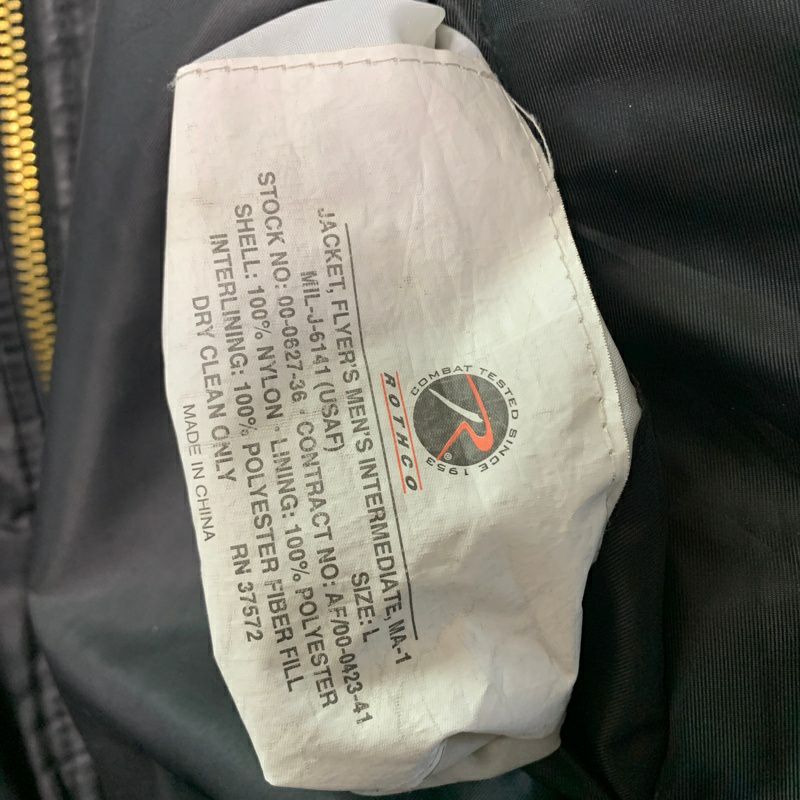 COMBAT TESTED SINCE 1953
R®
ROTHCO
JACKET, FLYER'S MEN'S INTERMEDIATE, MA-1
MIL-J-6141 (USAF) SIZE: L
STOCK NO: 00-0827-36 · CONTRACT NO: AF/00-0423-41
SHELL: 100% NYLON · LINING: 100% POLYESTER
INTERLINING: 100% POLYESTER FIBER FILL
DRY CLEAN ONLY RN 37572
MADE IN CHINA